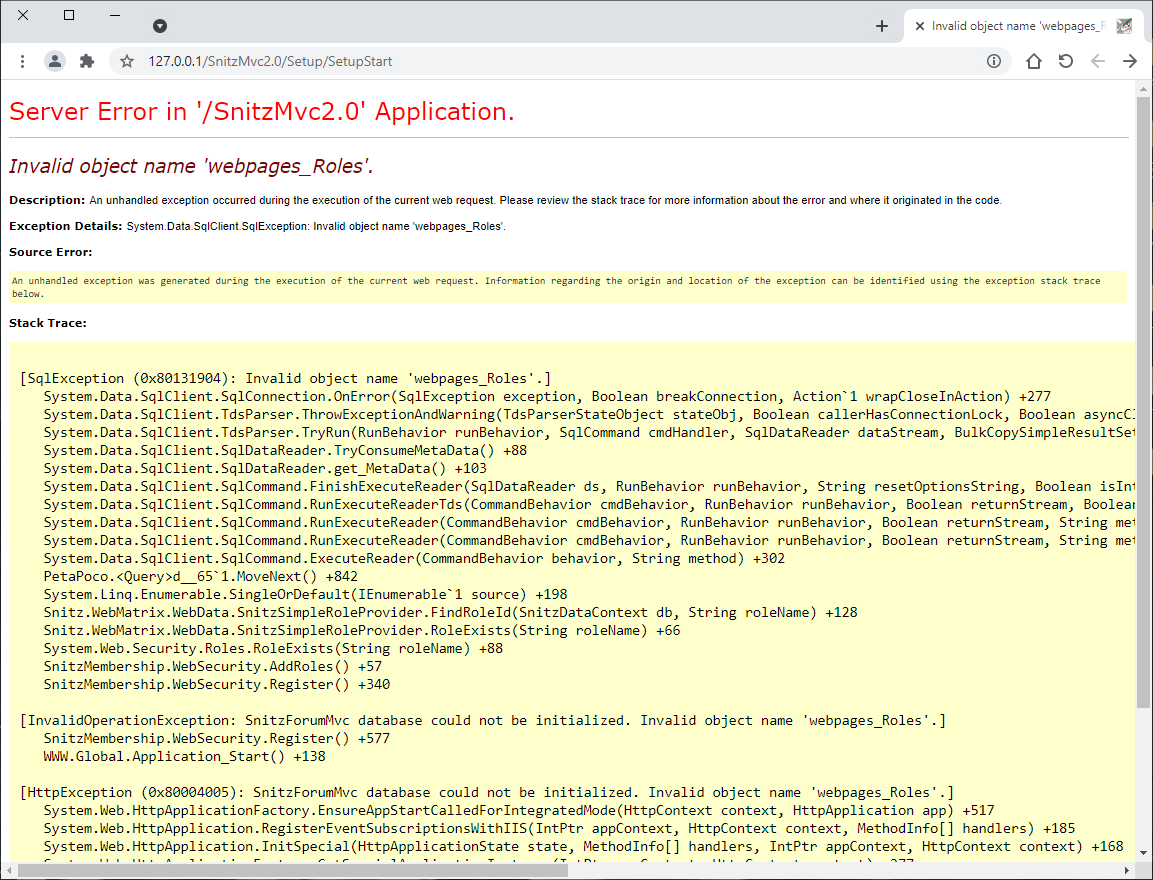 Invalid object name 'webpages_R
127.0.0.1/SnitzMvc2.0/Setup/SetupStart
Server Error in '/SnitzMvc2.0' Application.
Invalid object name 'webpages_Roles'.
Description: An unhandled exception occurred during the execution of the current web request. Please review the stack trace for more information about the error and where it originated in the code.
Exception Details: System.Data.SqlClient.SqlException: Invalid object name 'webpages_Roles'.
Source Error:
An unhandled exception was generated during the execution of the current web request. Information regarding the origin and location of the exception can be identified using the exception stack trace
below.
Stack Trace:
[SqlException (0x80131904): Invalid object name 'webpages_Roles'.]
System.Data.SqlClient.SqlConnection.OnError(SqlException exception, Boolean breakConnection, Action`1 wrapCloseInAction) +277
System.Data.SqlClient.TdsParser.ThrowExceptionAndWarning(TdsParserStateObject stateObj, Boolean callerHasConnectionLock, Boolean asyncCl
System.Data.SqlClient.TdsParser.TryRun(RunBehavior runBehavior, SqlCommand cmdHandler, SqlDataReader dataStream, BulkCopySimpleResultSet
System.Data.SqlClient.SqlDataReader.TryConsumeMetaData() +88
System.Data.SqlClient.SqlDataReader.get_MetaData() +103
System.Data.SqlClient.SqlCommand.FinishExecuteReader(SqlDataReader ds, RunBehavior runBehavior, String resetOptionsString, Boolean isInt
System.Data.SqlClient.SqlCommand.RunExecuteReaderTds(CommandBehavior cmdBehavior, RunBehavior runBehavior, Boolean returnStream, Boolean
System.Data.SqlClient.SqlCommand.RunExecuteReader(CommandBehavior cmdBehavior, RunBehavior runBehavior, Boolean returnStream, String met
System.Data.SqlClient.SqlCommand.RunExecuteReader(CommandBehavior cmdBehavior, RunBehavior runBehavior, Boolean returnStream, String met
System.Data.SqlClient.SqlCommand.ExecuteReader(CommandBehavior behavior, String method) +302
PetaPoco.<Query>d__65`1.MoveNext() +842
System.Linq.Enumerable.SingleOrDefault(IEnumerable`1 source) +198
Snitz.WebMatrix.WebData.SnitzSimpleRoleProvider.FindRoleId(SnitzDataContext db, String roleName) +128
Snitz.WebMatrix.WebData.SnitzSimpleRoleProvider.RoleExists(String roleName) +66
System.Web.Security.Roles.RoleExists(String roleName) +88
SnitzMembership.WebSecurity.AddRoles() +57
SnitzMembership.WebSecurity.Register() +340
[InvalidOperationException: SnitzForumMvc database could not be initialized. Invalid object name 'webpages_Roles'.]
SnitzMembership.WebSecurity.Register() +577
WWW.Global.Application_Start() +138
[HttpException (0x80004005): SnitzForumMvc database could not be initialized. Invalid object name 'webpages_Roles'.]
System.Web.HttpApplicationFactory.EnsureAppStartCalledForIntegratedMode(HttpContext context, HttpApplication app) +517
System.Web.HttpApplication.RegisterEventSubscriptionsWithIIS(IntPtr appContext, HttpContext context, MethodInfo[] handlers) +185
System.Web.HttpApplication.InitSpecial(HttpApplicationState state, MethodInfo[] handlers, IntPtr appContext, HttpContext context) +168